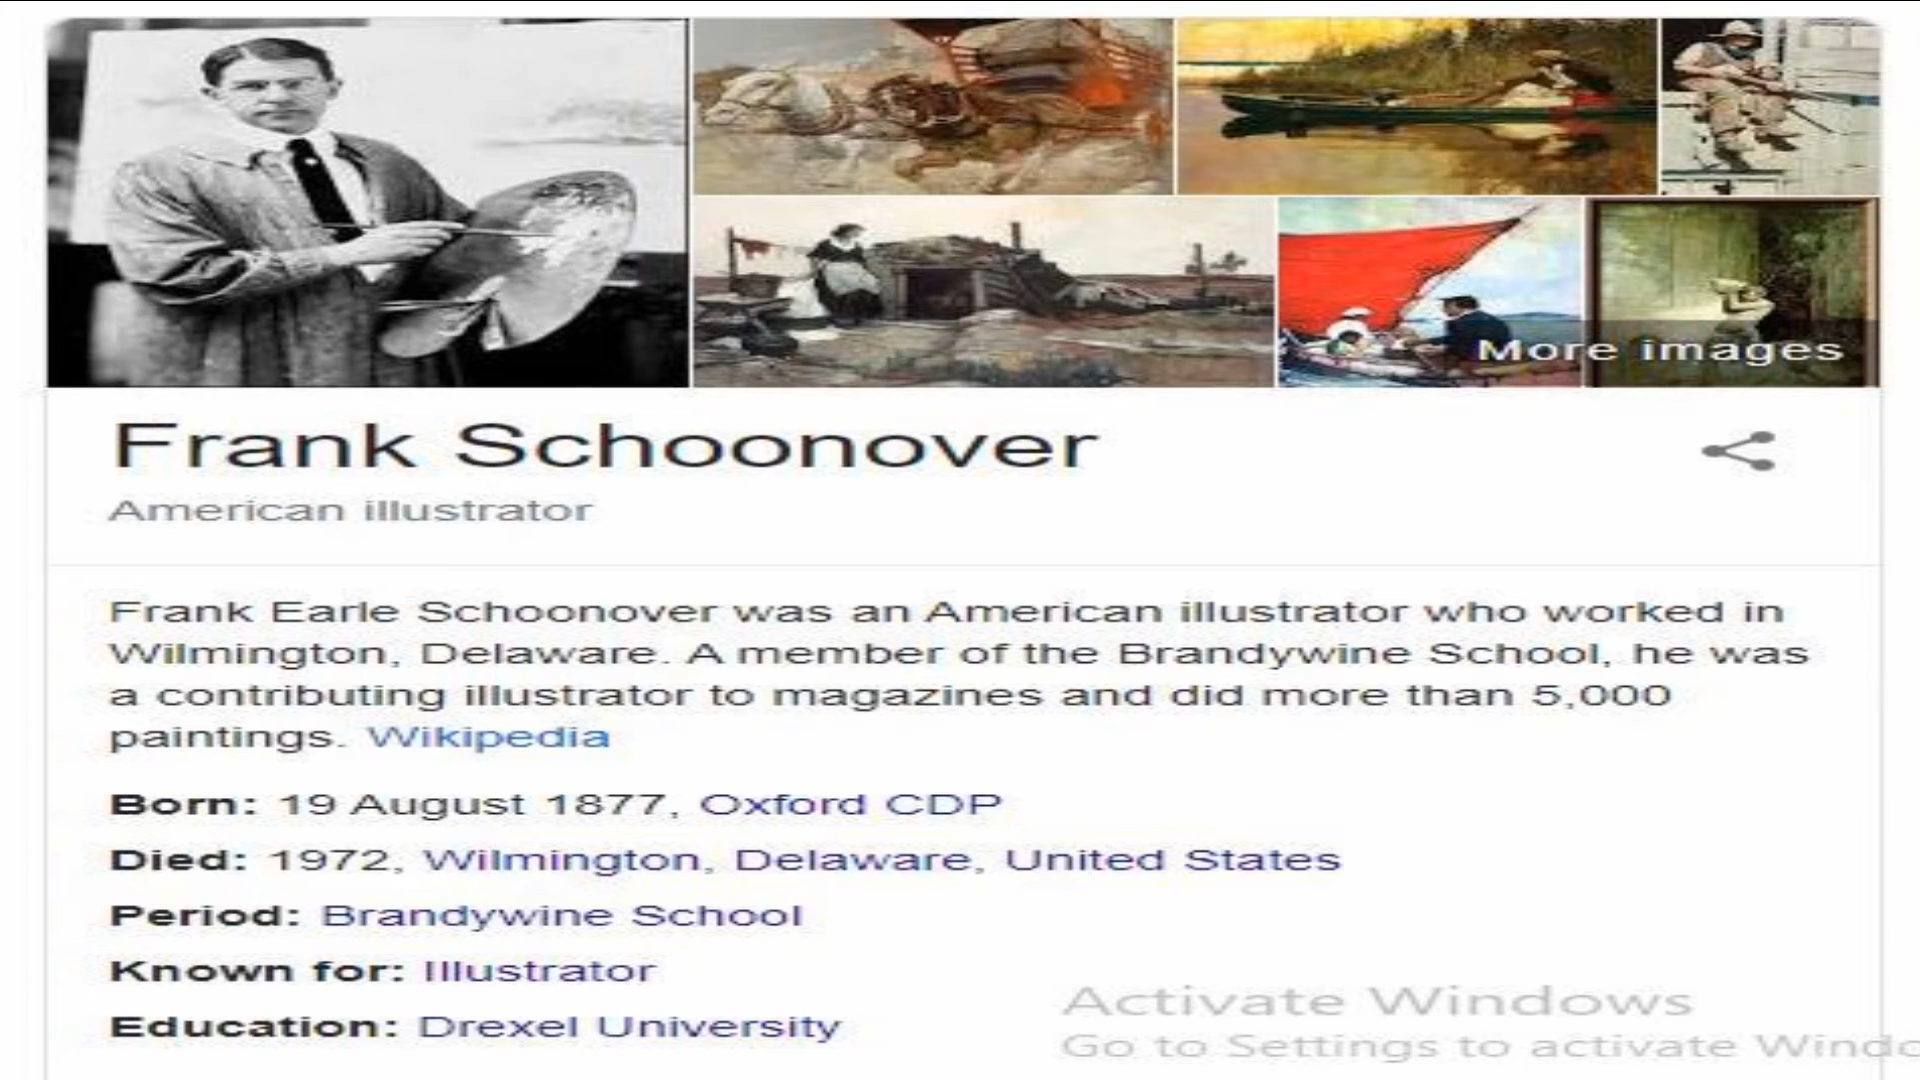 More images
Frank Schoonover
American illustrator
Frank Earle Schoonover was an American illustrator who worked in
Wilmington, Delaware. A member of the Brandywine School, he was
a contributing illustrator to magazines and did more than 5,000
paintings. Wikipedia
Born: 19 August 1877, Oxford CDP
Died: 1972, Wilmington, Delaware, United States
Period: Brandywine School
Known for: Illustrator
Education: Drexel University
Activate Windows
Go to Settings to activate Windo